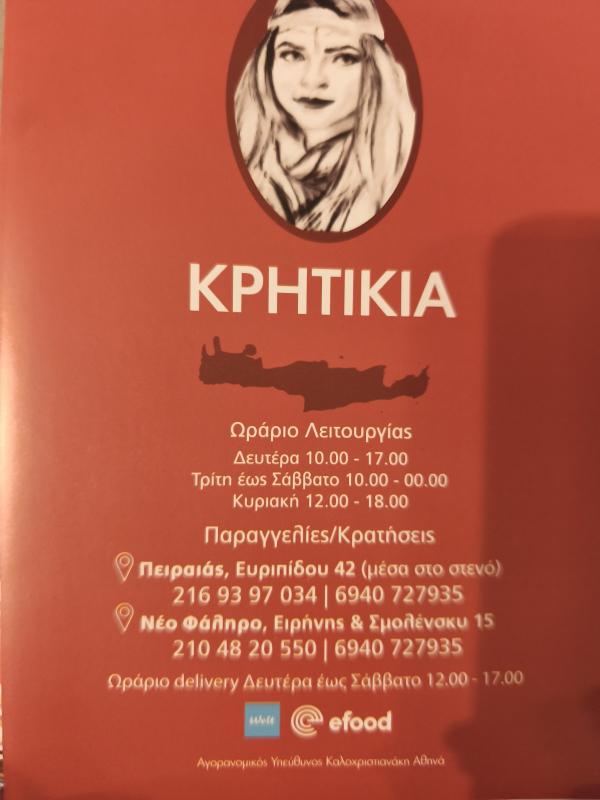 ΚΡΗΤΙΚΙΑ
Ωράριο Λειτουργίας
Δευτέρα 10.00 - 17.00
Τρίτη έως Σάββατο 10.00 - 00.00
Κυριακή 12.00 - 18.00
Παραγγελίες/Κρατήσεις
Πειραιάς, Ευριπίδου 42 (μέσα στο στενό)
216 93 97 034 | 6940 727935
Νέο Φάληρο, Ειρήνης & Σμολένσκυ 15
210 48 20 550 | 6940 727935
Ωράριο delivery Δευτέρα έως Σάββατο 12.00 - 17.00
Wolt efood
Αγορανομικός Υπεύθυνος Καλοχριστιανάκη Αθηνά